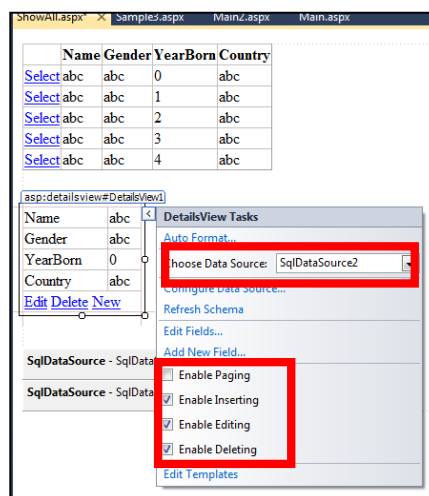 ShowAll.aspx* × Sample3.aspx Main2.aspx Main.aspx
Name Gender YearBorn Country
Select abc abc 0 abc
Select abc abc 1 abc
Select abc abc 2 abc
Select abc abc 3 abc
Select abc abc 4 abc
asp:detailsview#DetailsView1
Name abc
Gender abc
YearBorn 0
Country abc
Edit Delete New
SqlDataSource - SqlData
SqlDataSource - SqlData
DetailsView Tasks
Auto Format...
Choose Data Source: SqlDataSource2
Configure Data Source...
Refresh Schema
Edit Fields...
Add New Field...
Enable Paging
Enable Inserting
Enable Editing
Enable Deleting
Edit Templates